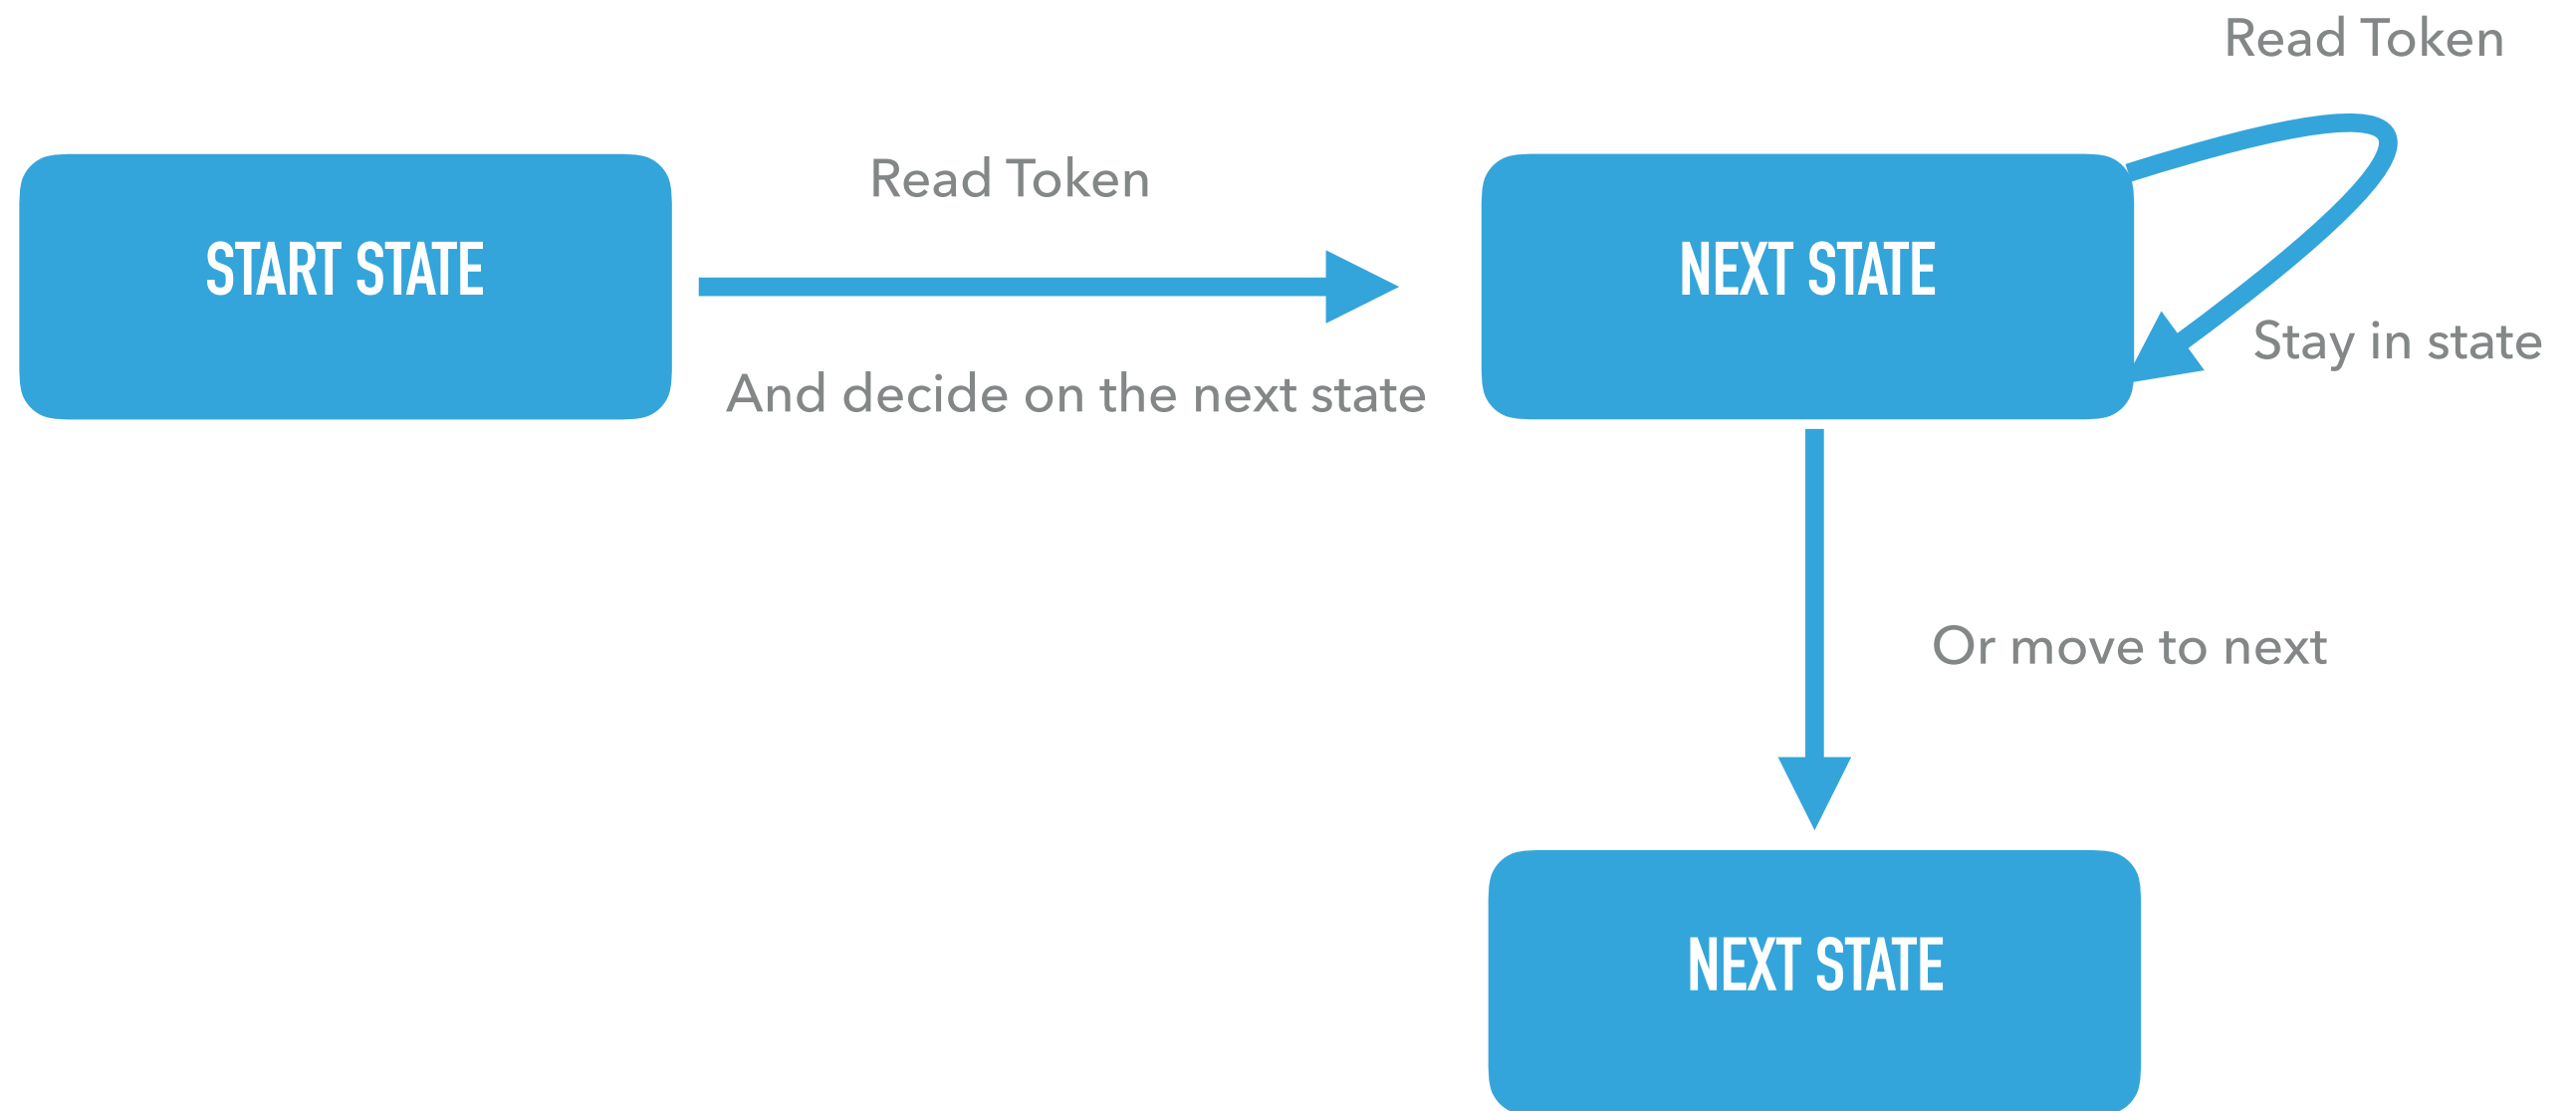 Read Token
Read Token
START STATE
NEXT STATE
And decide on the next state
Stay in state
Or move to next
NEXT STATE